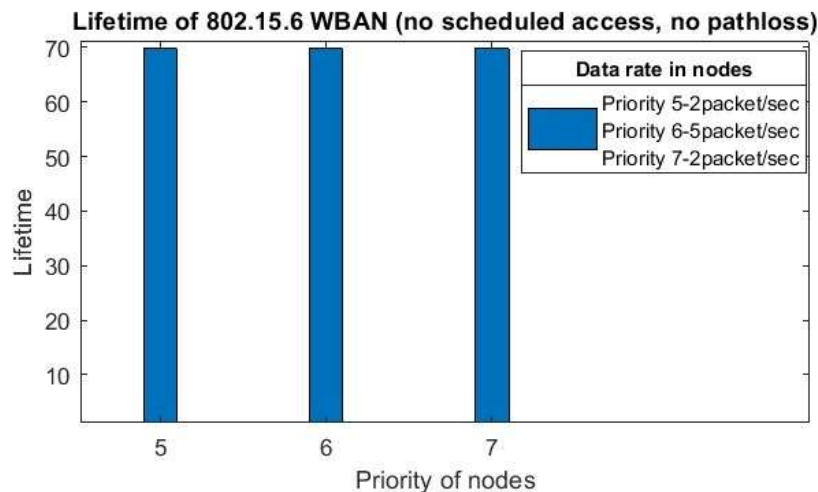 Lifetime of 802.15.6 WBAN (no scheduled access, no pathloss)
70
60
50
40
30
20
10
Lifetime
Data rate in nodes
Priority 5-2packet/sec
Priority 6-5packet/sec
Priority 7-2packet/sec
5 6 7
Priority of nodes